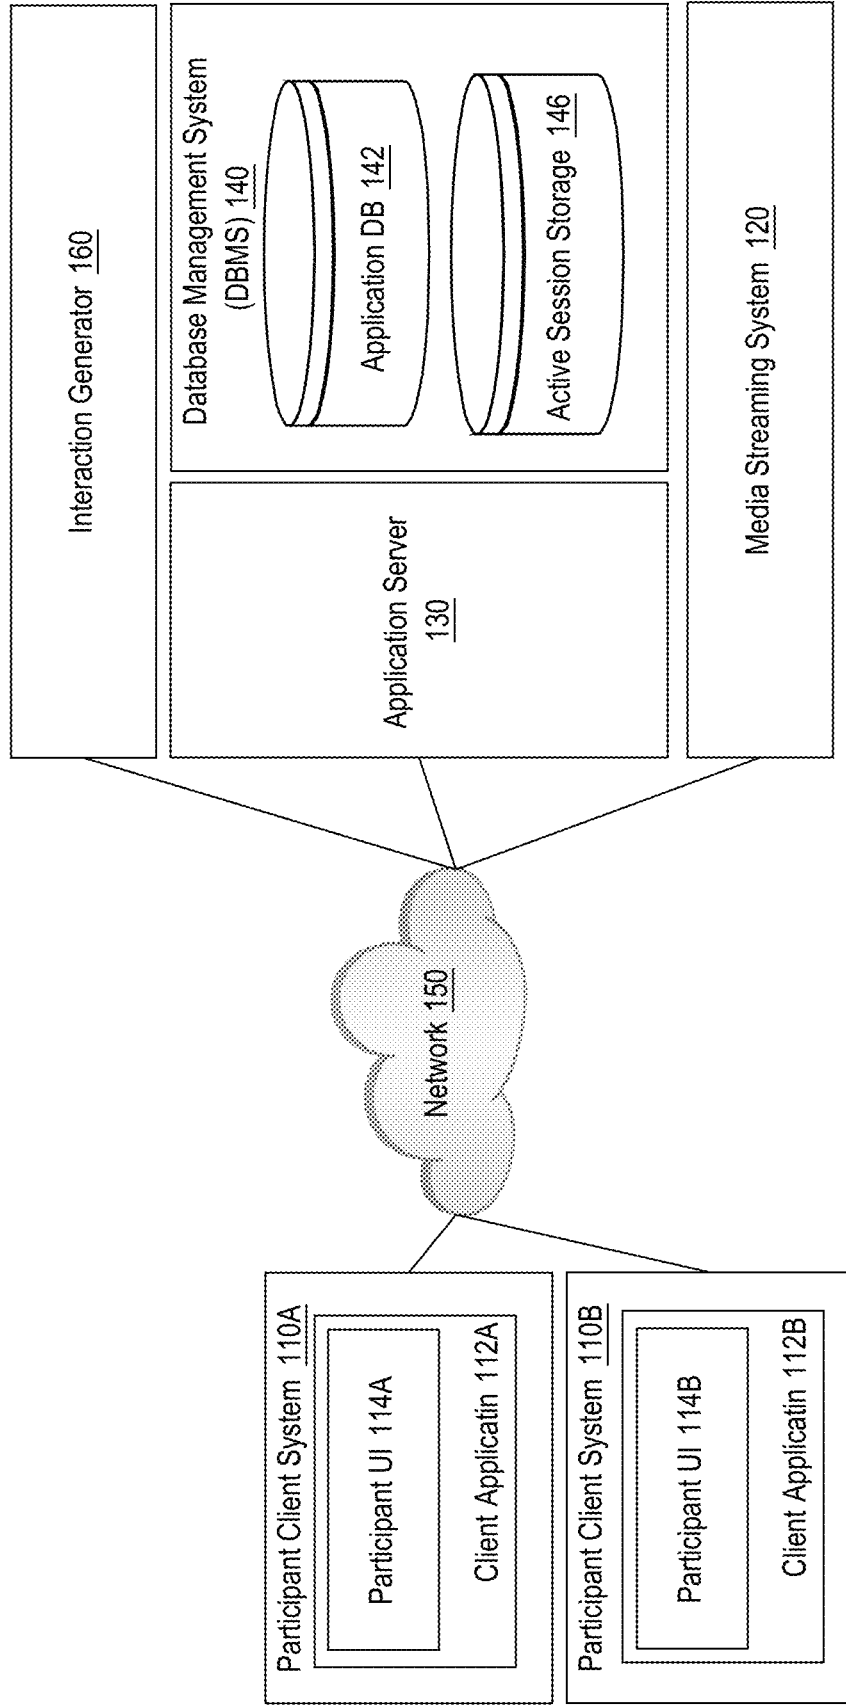 Participant Client System 110A
Participant UI 114A
Client Applicatin 112A
Participant Client System 110B
Participant UI 114B
Client Applicatin 112B
Network 150
Interaction Generator 160
Application Server
130
Database Management System
(DBMS) 140
Application DB 142
Active Session Storage 146
Media Streaming System 120